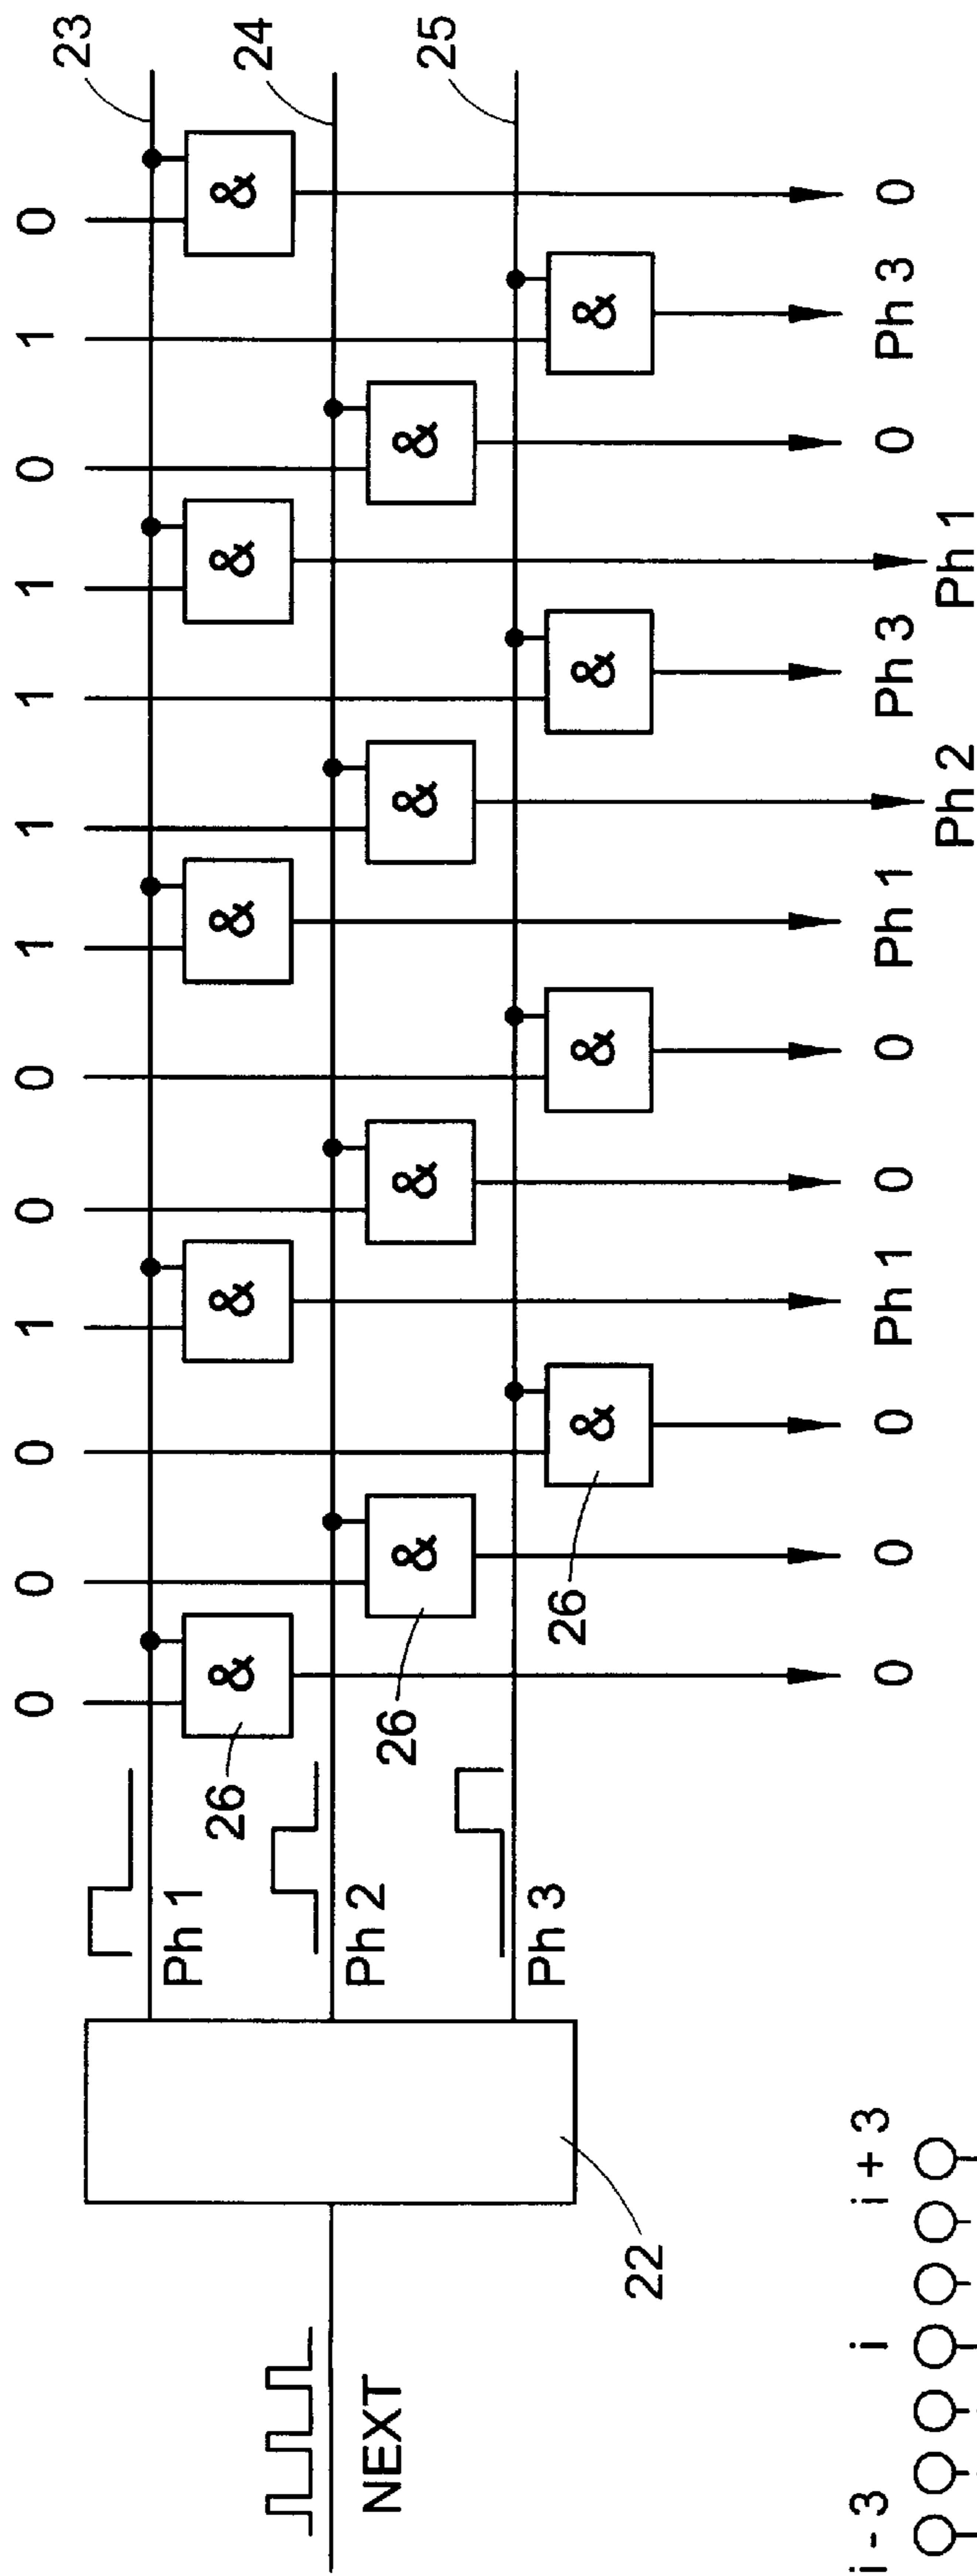 0 0 0 1 0 0 1 1 1 1 0 1 0
23
& & & & &
Ph 1
26
24
& & & &
Ph 2
26
25
& & & &
Ph 3
26
NEXT
22
0 0 0 Ph 1 0 0 Ph 1 Ph 3 0 Ph 3 0
Ph 2 Ph 1
i - 3 i i + 3